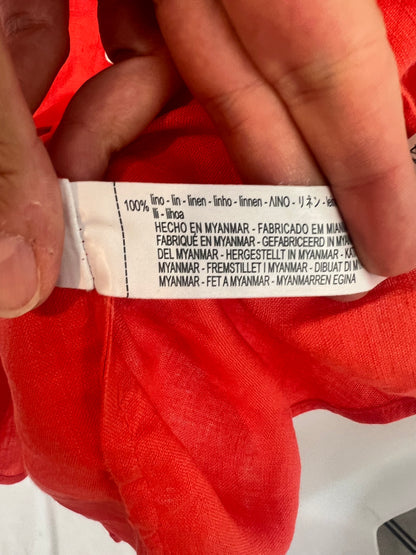 100% lino - lin - linen - linho - linnen - ΛΙΝΟ - リネン -
lli - lihoa
HECHO EN MYANMAR - FABRICADO EM
FABRIQUÉ EN MYANMAR - GEFABRICEERD IN
DEL MYANMAR - HERGESTELLT IN MYANMAR -
MYANMAR - FREMSTILLET I MYANMAR - DIBUAT DI
MYANMAR - FET A MYANMAR - MYANMARREN EGINA